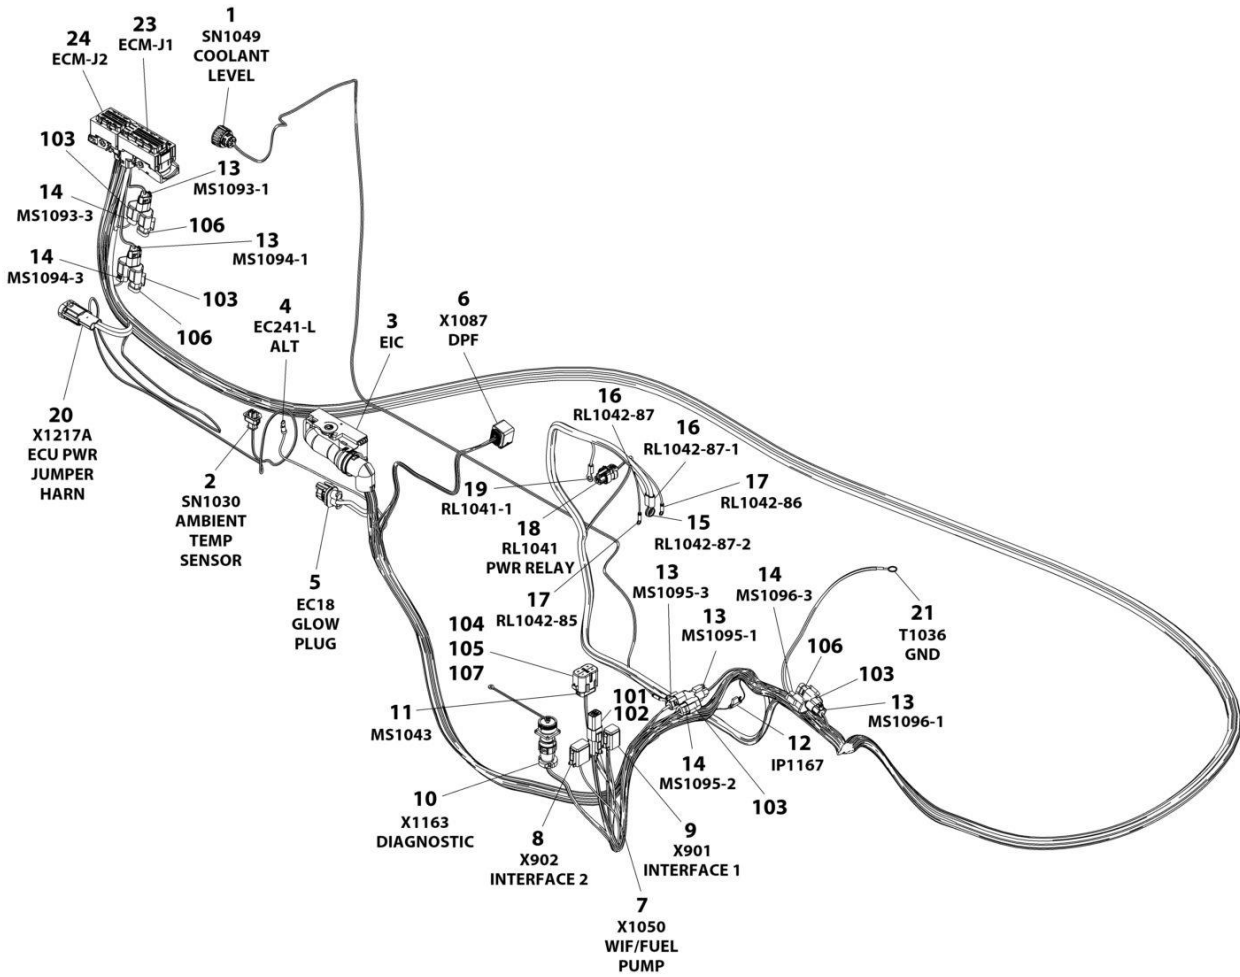 1
SN1049
COOLANT
LEVEL
23
ECM-J1
24
ECM-J2
103
13
MS1093-1
14
MS1093-3
106
13
MS1094-1
14
MS1094-3
103
106
4
EC241-L
ALT
3
EIC
6
X1087
DPF
20
X1217A
ECU PWR
JUMPER
HARN
2
SN1030
AMBIENT
TEMP
SENSOR
5
EC18
GLOW
PLUG
16
RL1042-87
16
RL1042-87-1
17
RL1042-86
19
RL1041-1
18
RL1041
PWR RELAY
15
RL1042-87-2
17
RL1042-85
13
MS1095-3
13
MS1095-1
14
MS1096-3
21
T1036
GND
106
103
13
MS1096-1
104
105
107
11
MS1043
101
102
12
IP1167
14
MS1095-2
103
10
X1163
DIAGNOSTIC
8
X902
INTERFACE 2
9
X901
INTERFACE 1
7
X1050
WIF/FUEL
PUMP